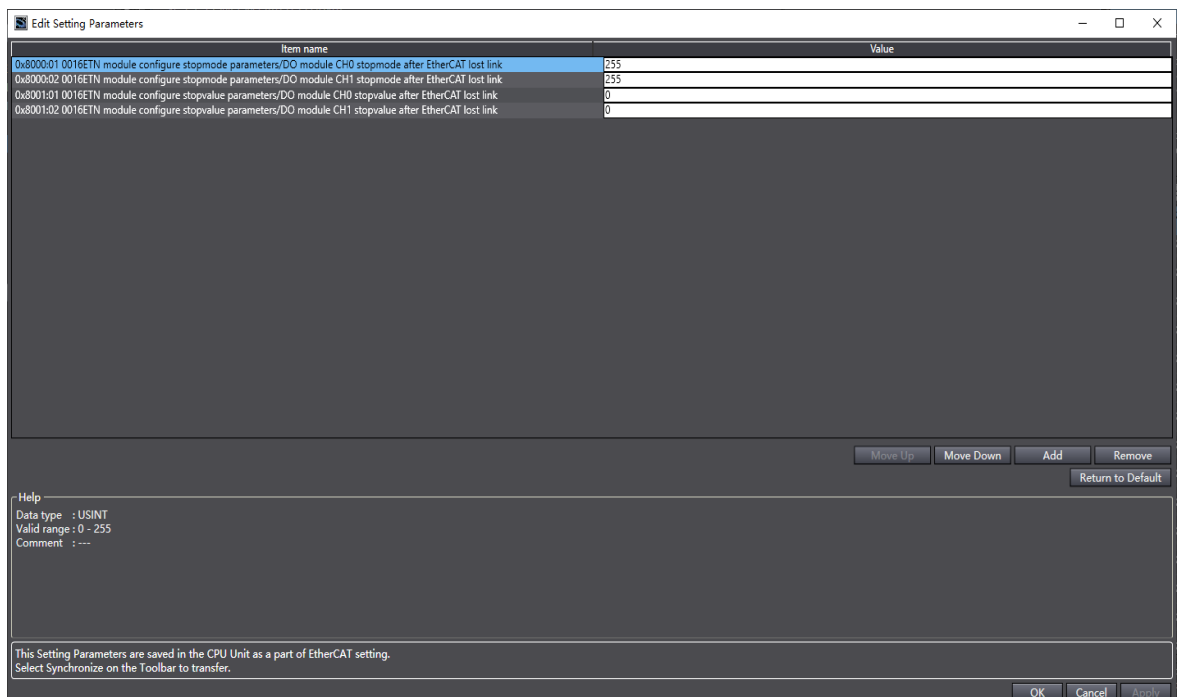 Edit Setting Parameters
Item name Value
0x8000:01 0016ETN module configure stopmode parameters/DO module CH0 stopmode after EtherCAT lost link 255
0x8000:02 0016ETN module configure stopmode parameters/DO module CH1 stopmode after EtherCAT lost link 255
0x8001:01 0016ETN module configure stopvalue parameters/DO module CH0 stopvalue after EtherCAT lost link 0
0x8001:02 0016ETN module configure stopvalue parameters/DO module CH1 stopvalue after EtherCAT lost link 0
Move Up Move Down Add Remove
Return to Default
Help
Data type : USINT
Valid range : 0 - 255
Comment : ---
This Setting Parameters are saved in the CPU Unit as a part of EtherCAT setting.
Select Synchronize on the Toolbar to transfer.
OK Cancel Apply